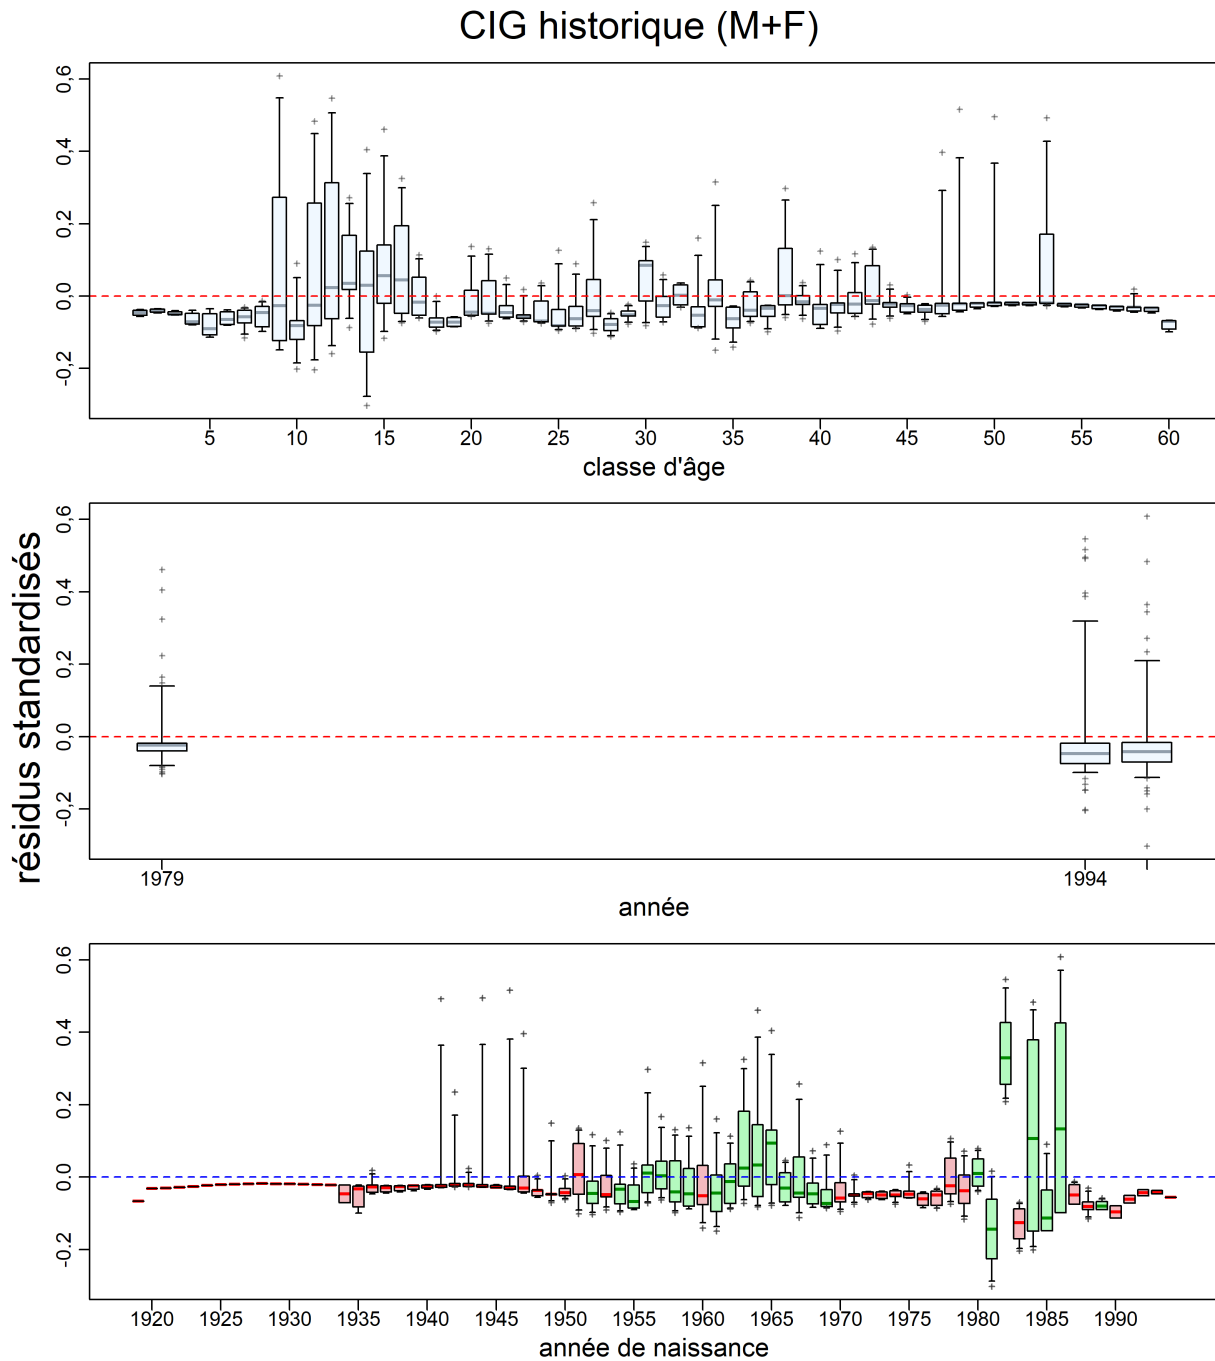 CIG historique (M+F)
0,6
0,4
0,2
0,0
-0,2
5 10 15 20 25 30 35 40 45 50 55 60
classe d'âge
résidus standardisés
0,6
0,4
0,2
0,0
-0,2
1979 1994
année
0.6
0.4
0.2
0.0
-0.2
1920 1925 1930 1935 1940 1945 1950 1955 1960 1965 1970 1975 1980 1985 1990
année de naissance